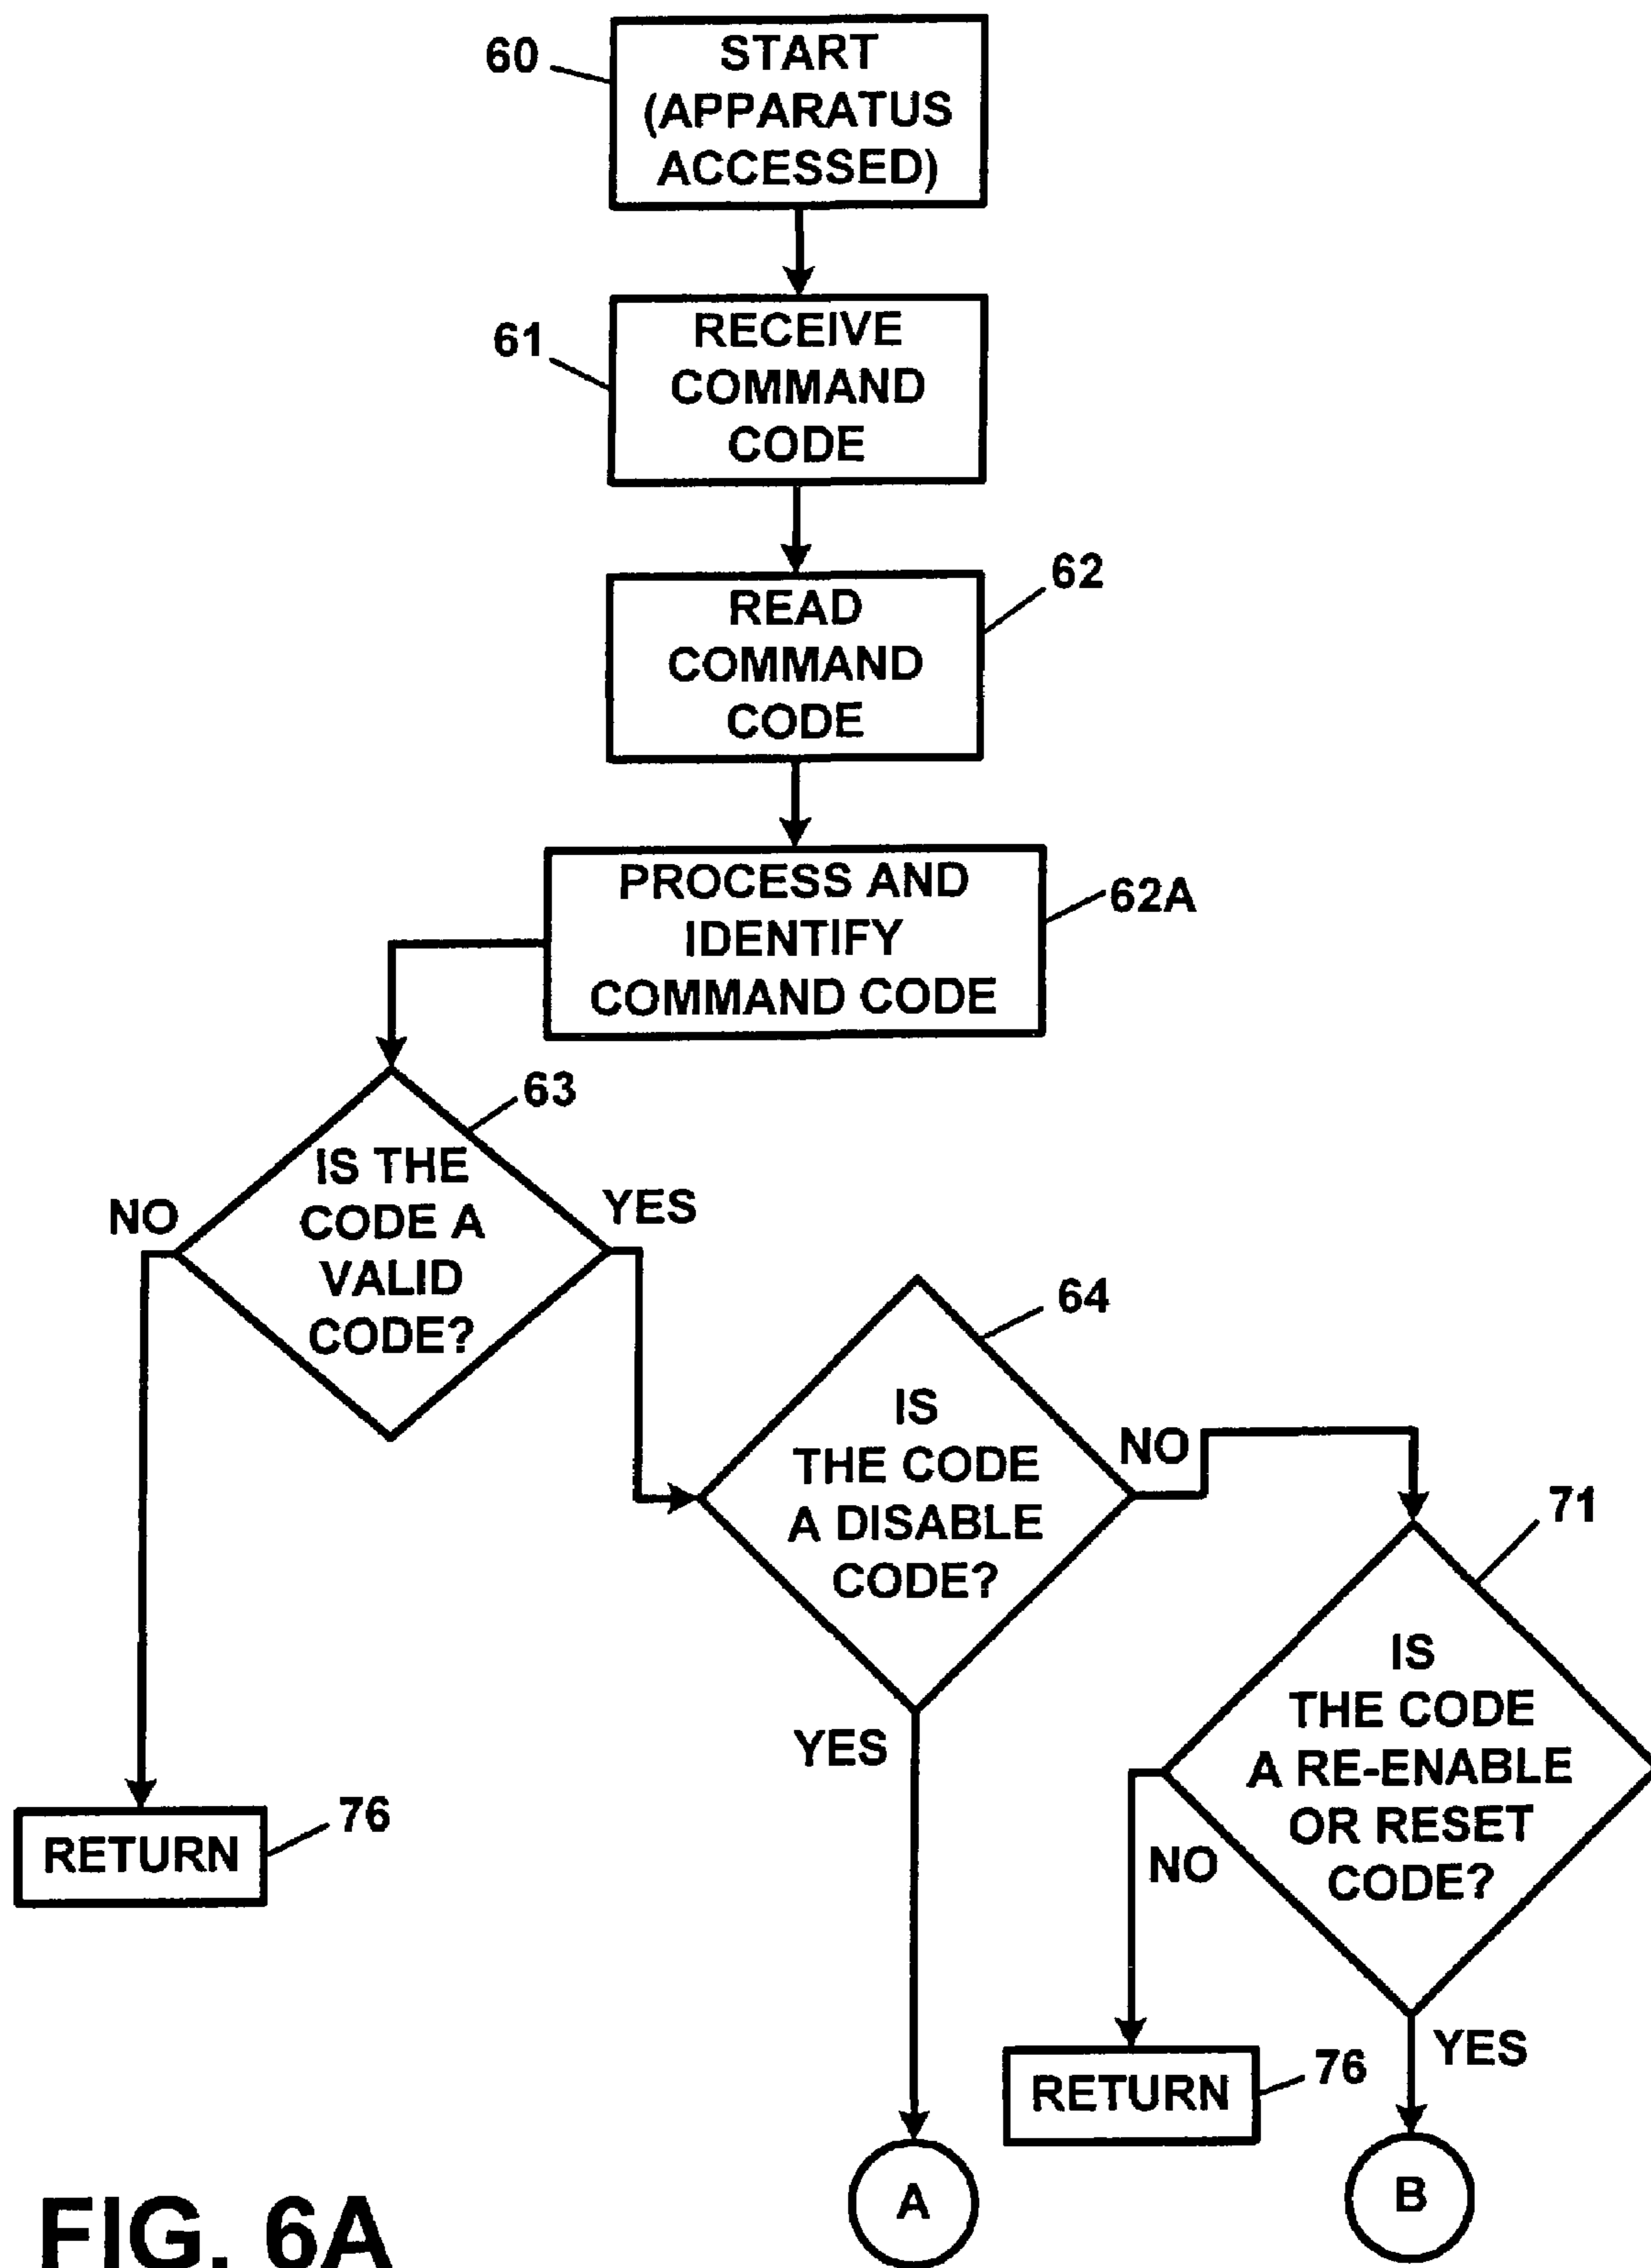 60
START
(APPARATUS
ACCESSED)
61
RECEIVE
COMMAND
CODE
62
READ
COMMAND
CODE
62A
PROCESS AND
IDENTIFY
COMMAND CODE
63
IS THE
CODE A
VALID
CODE?
NO
YES
64
IS
THE CODE
A DISABLE
CODE?
NO
YES
71
IS
THE CODE
A RE-ENABLE
OR RESET
CODE?
NO
YES
RETURN
76
RETURN
76
A
B
FIG. 6A